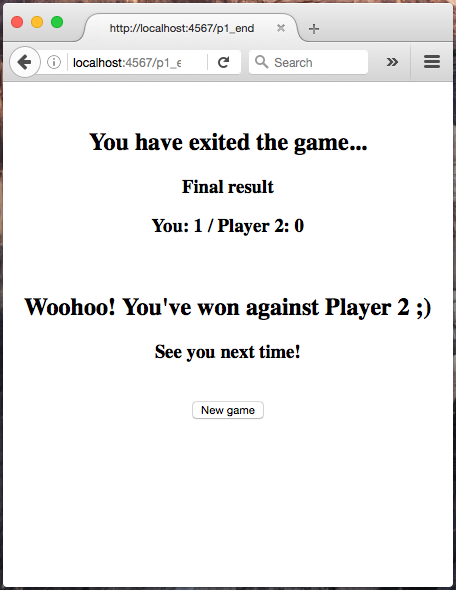 http://localhost:4567/p1_end
localhost:4567/p1_e
Search
You have exited the game...
Final result
You: 1 / Player 2: 0
Woohoo! You've won against Player 2 ;)
See you next time!
New game